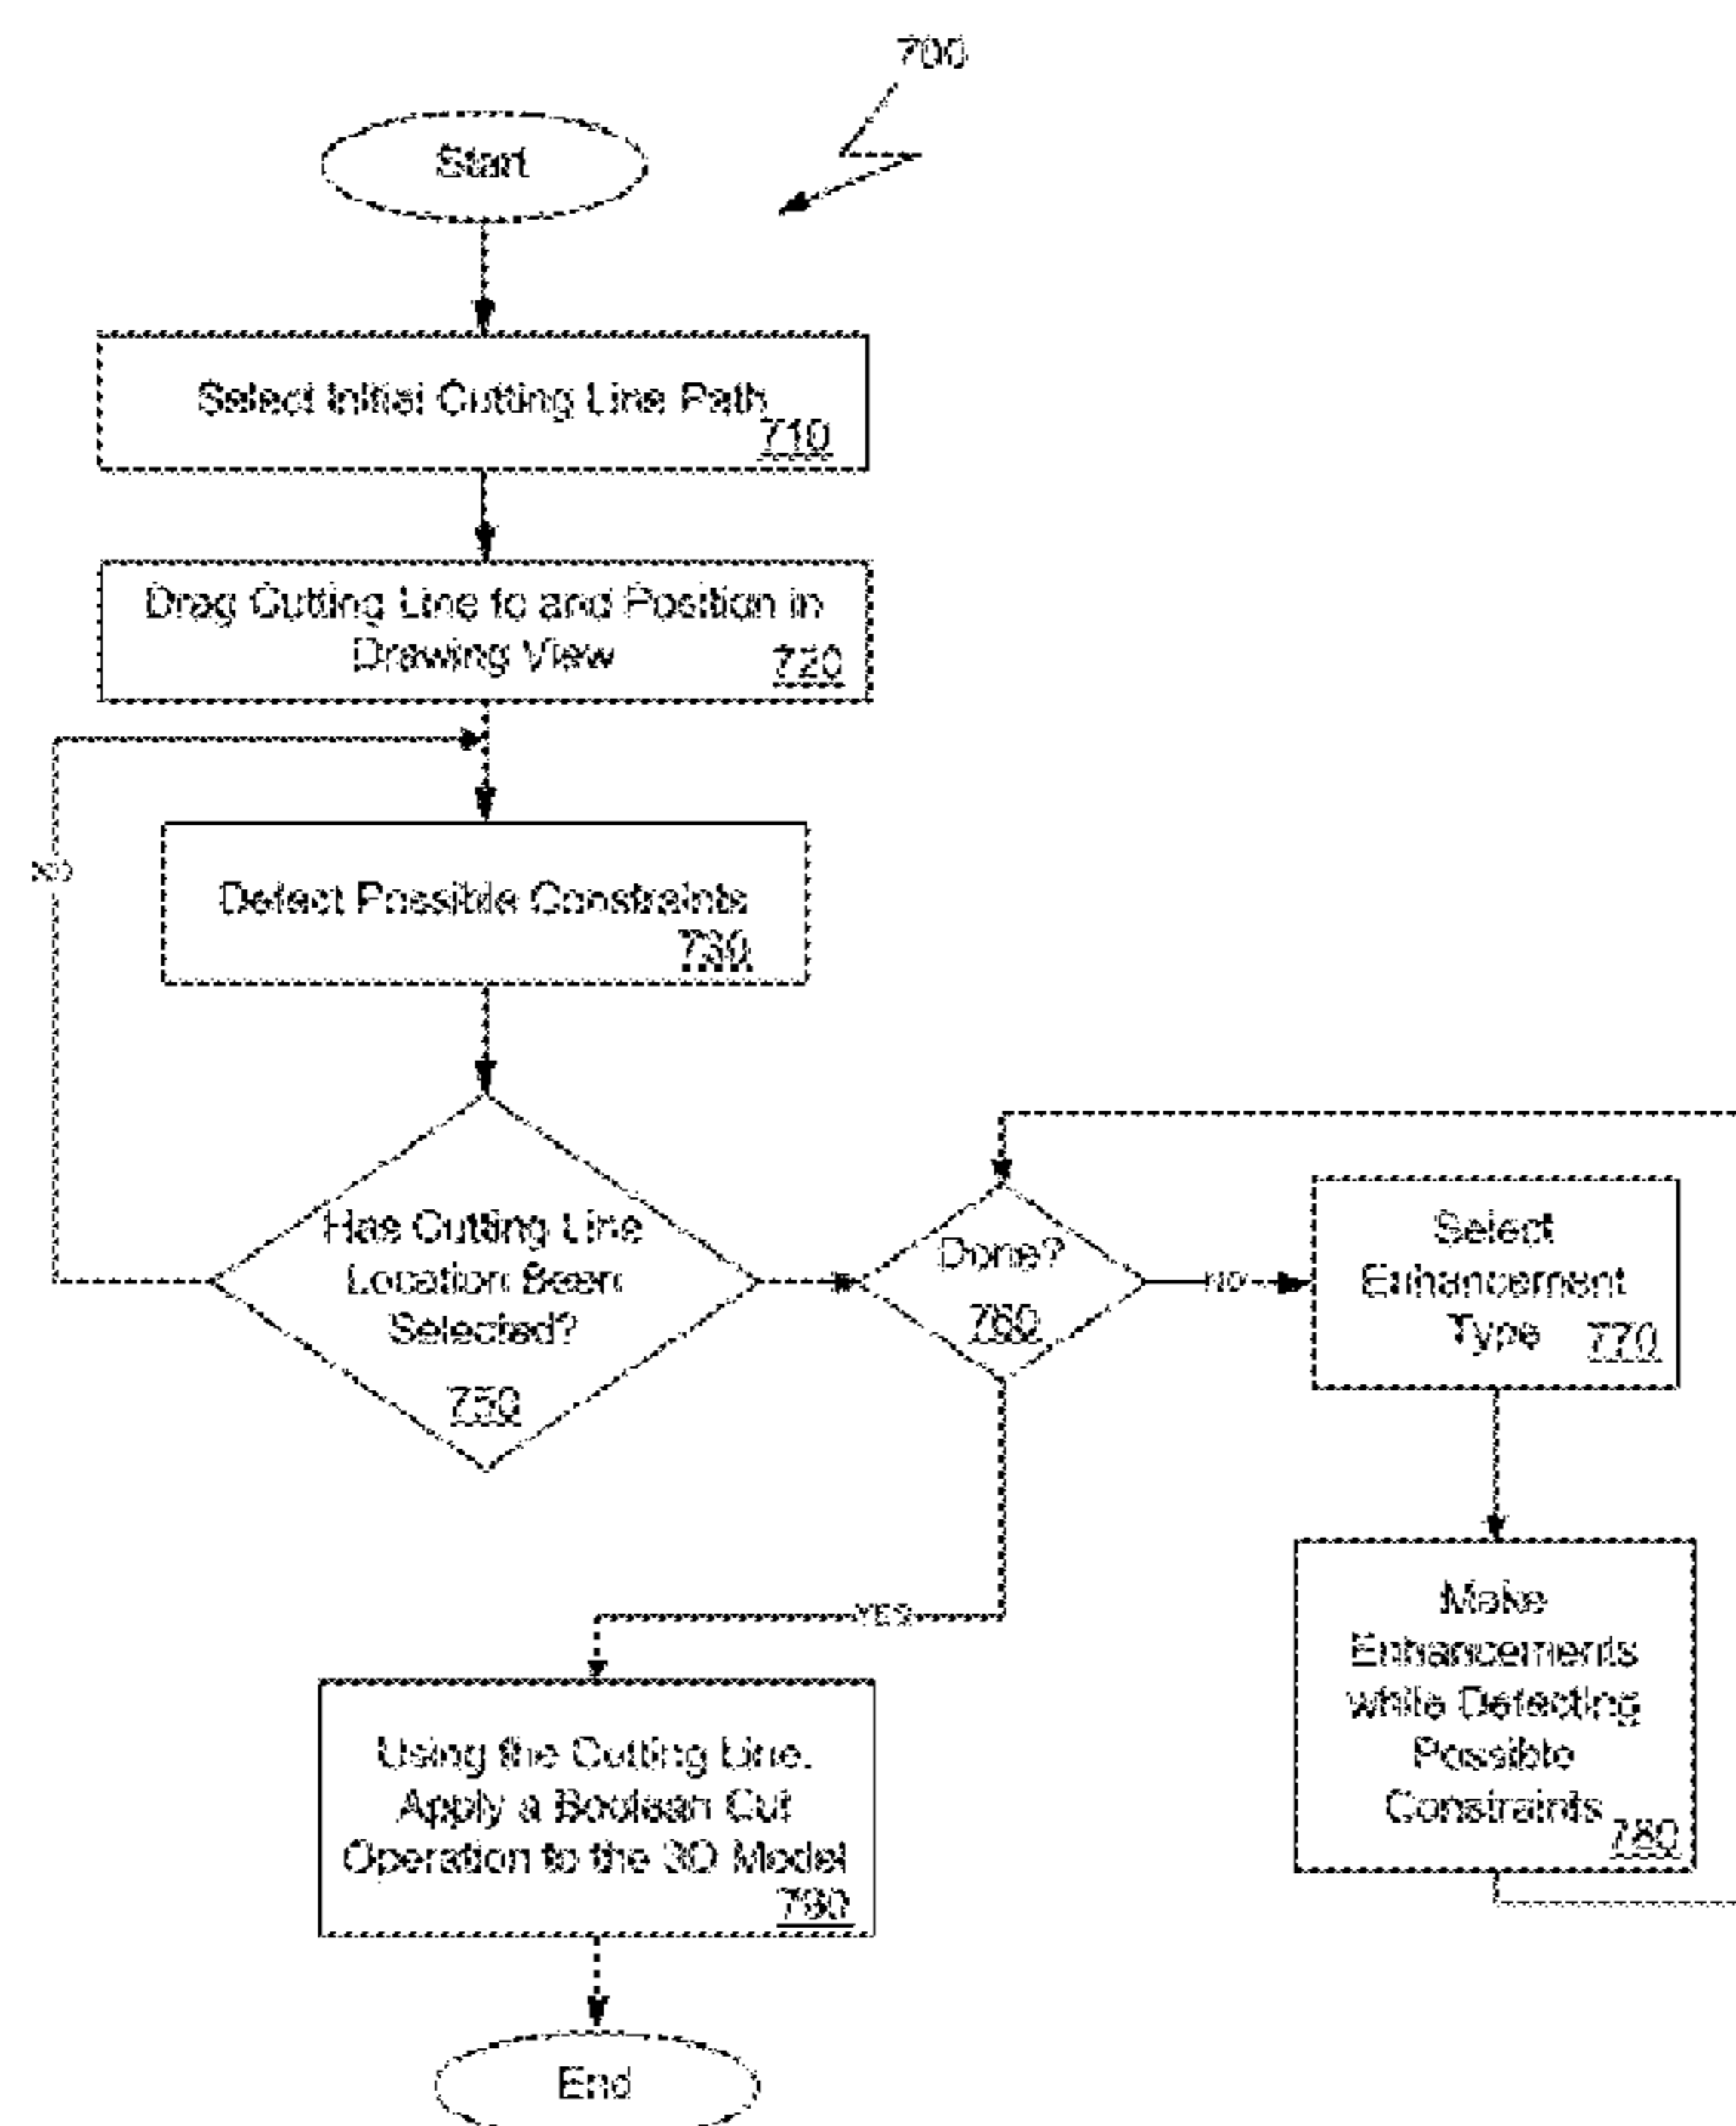 700
Start
Select Initial Cutting Line Path
710
Drag Cutting Line to and Position in
Drawing View
720
NO
Detect Possible Constraints
730
Has Cutting Line
Location Been
Selected?
750
Done?
760
NO
Select
Enhancement
Type
770
YES
Make
Enhancements
while Detecting
Possible
Constraints
780
Using the Cutting Line,
Apply a Boolean Cut
Operation to the 3D Model
790
End